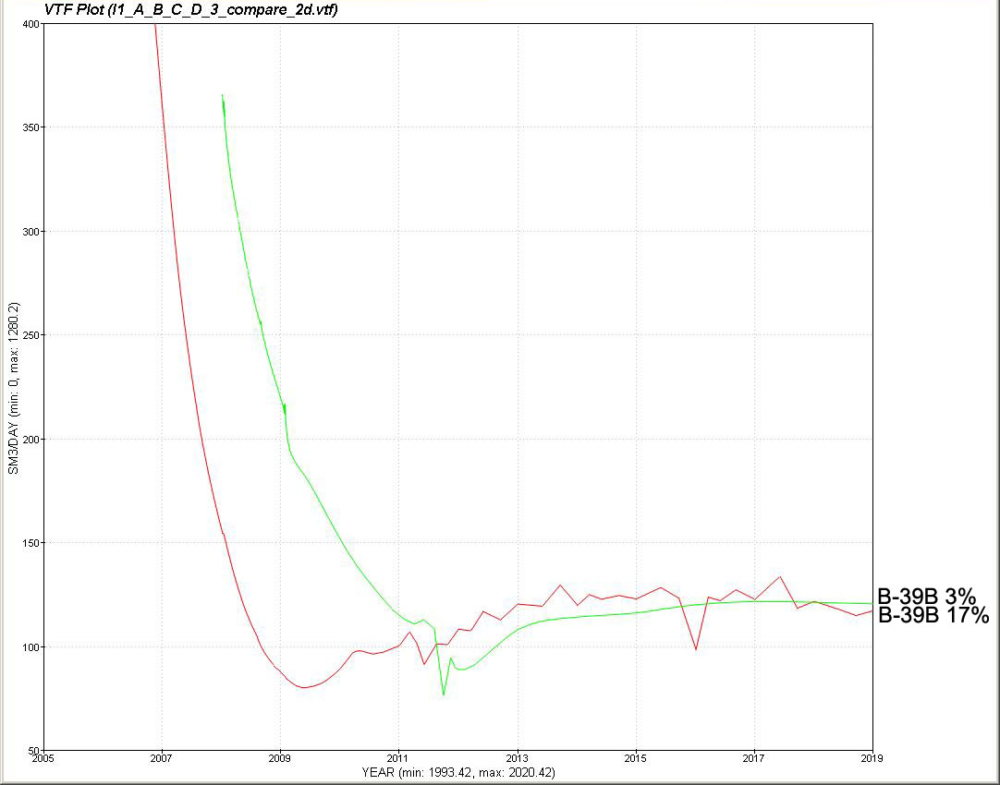 VTF Plot (I1_A_B_C_D_3_compare_2d.vtf)
400
350
300
250
200
150
100
50
SM3/DAY (min: 0, max: 1280.2)
2005 2007 2009 2011 2013 2015 2017 2019
YEAR (min: 1993.42, max: 2020.42)
B-39B 3%
B-39B 17%